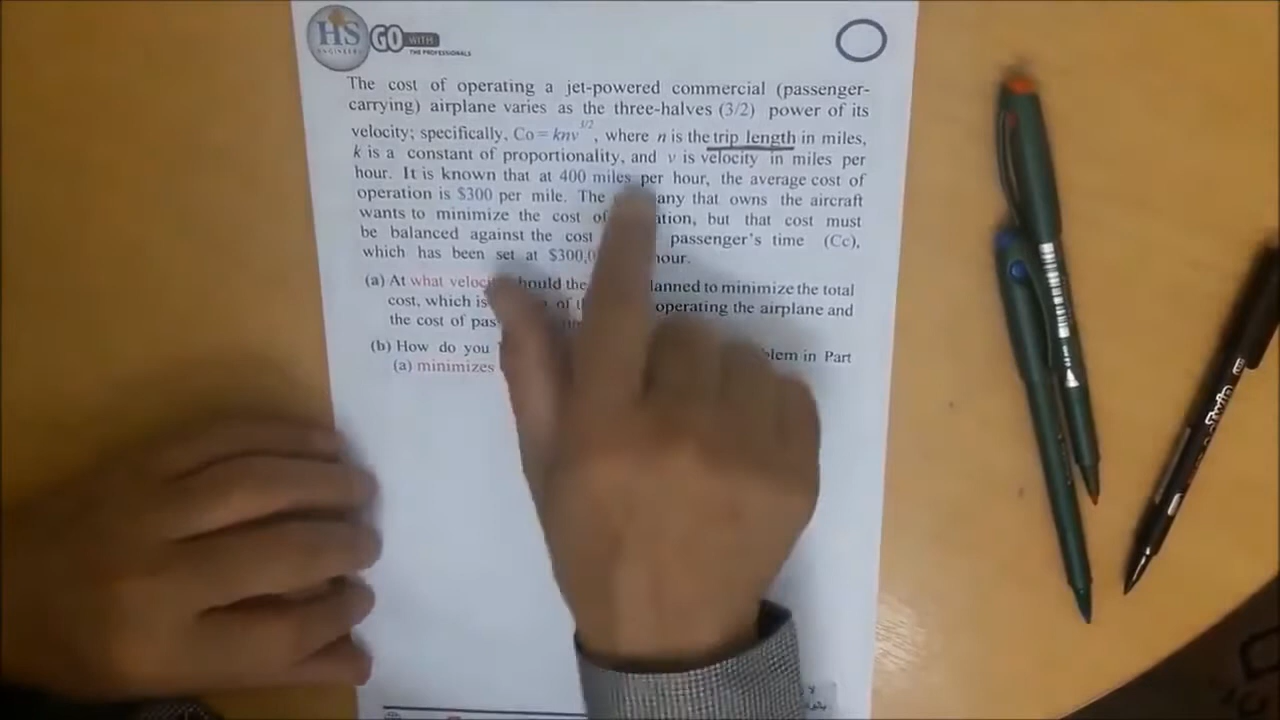 HS
ENGINEERS
GO WITH
THE PROFESSIONALS
The cost of operating a jet-powered commercial (passenger-
carrying) airplane varies as the three-halves (3/2) power of its
velocity; specifically, Co = knv3/2, where n is the trip length in miles,
k is a constant of proportionality, and v is velocity in miles per
hour. It is known that at 400 miles per hour, the average cost of
operation is $300 per mile. The any that owns the aircraft
wants to minimize the cost of ation, but that cost must
be balanced against the cost passenger's time (Cc),
which has been set at $300,0 hour.
(a) At what veloci hould the lanned to minimize the total
cost, which is of operating the airplane and
the cost of pas
(b) How do you blem in Part
(a) minimizes